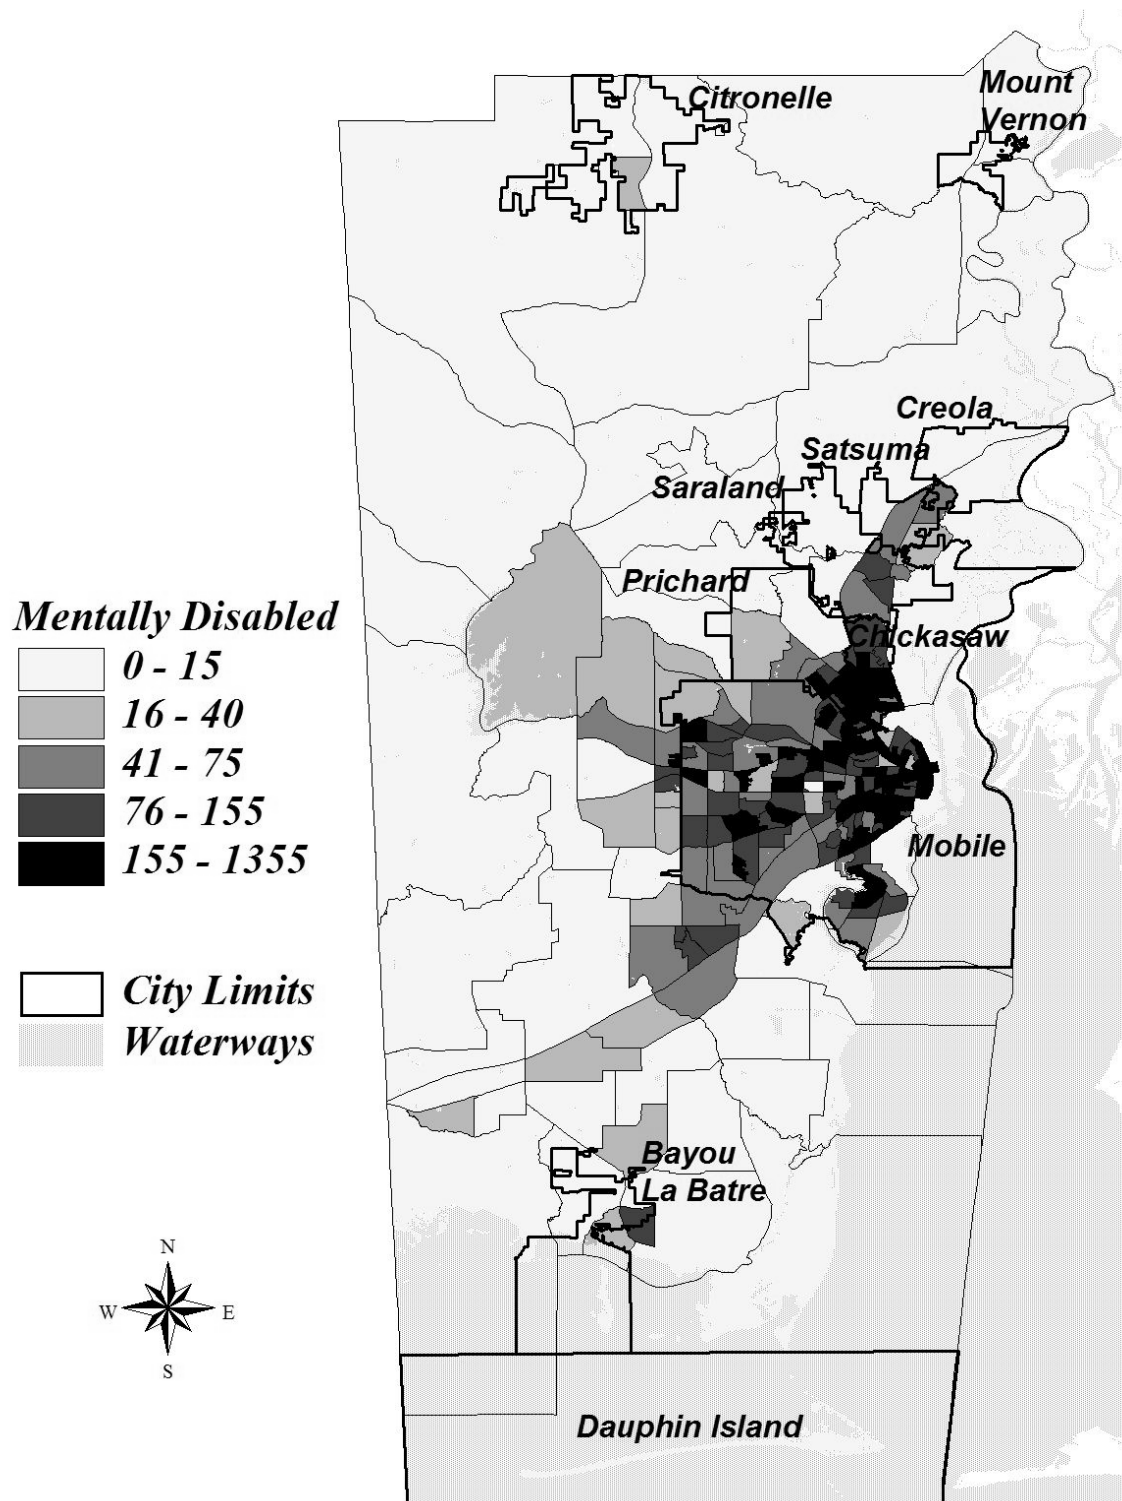 Mount
Citronelle
Vernon
Creola
Satsuma
Saraland
Prichard
Chickasaw
Mentally Disabled
0 - 15
16 - 40
41 - 75
76 - 155
155 - 1355
Mobile
City Limits
Waterways
Bayou
La Batre
N
W E
S
Dauphin Island